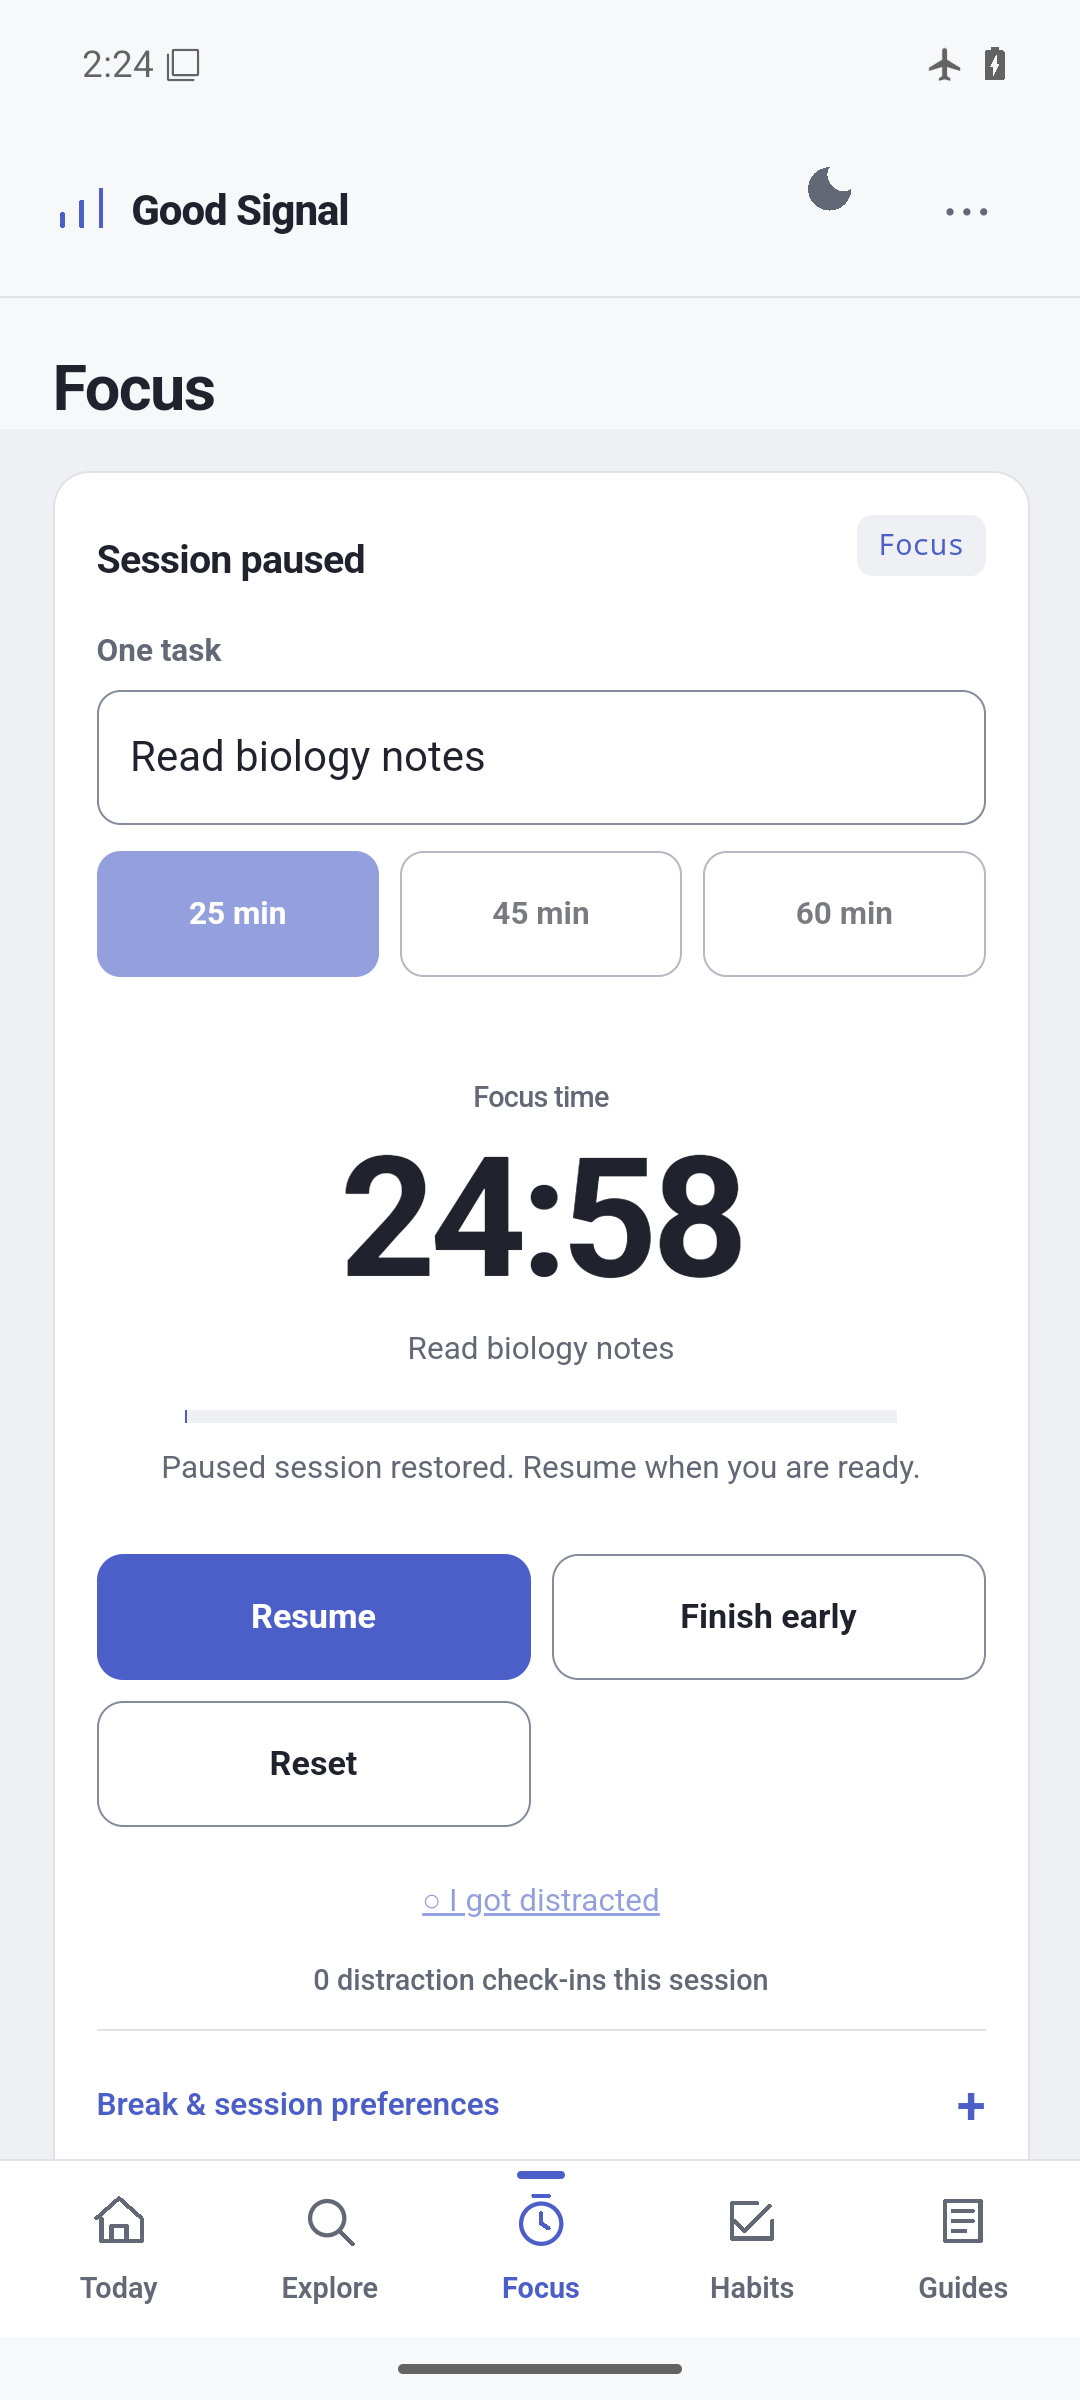 2:24
Good Signal
Focus
Session paused
Focus
One task
Read biology notes
25 min
45 min
60 min
Focus time
24:58
Read biology notes
Paused session restored. Resume when you are ready.
Resume
Finish early
Reset
○ I got distracted
0 distraction check-ins this session
Break & session preferences
+
Today
Explore
Focus
Habits
Guides